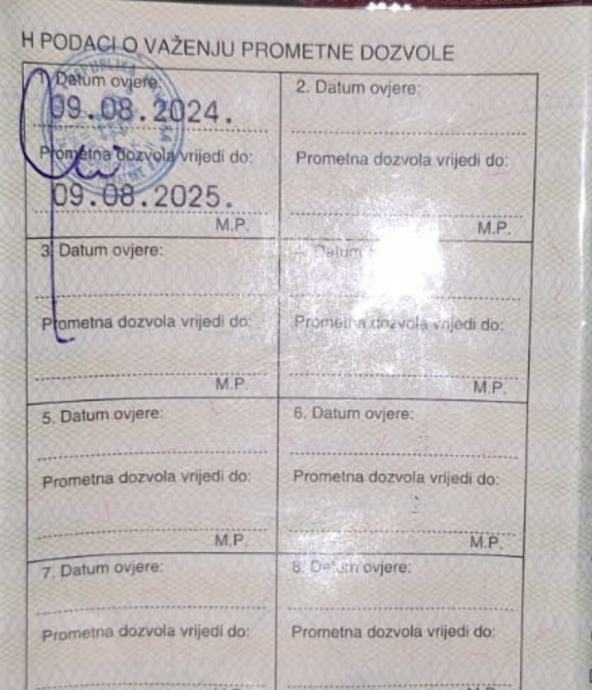 H PODACI O VAŽENJU PROMETNE DOZVOLE
1. Datum ovjere:
09.08.2024.
Prometna dozvola vrijedi do:
09.08.2025.
M.P.
2. Datum ovjere:
Prometna dozvola vrijedi do:
M.P.
3. Datum ovjere:
Prometna dozvola vrijedi do:
M.P.
Datum
Prometna dozvola vrijedi do:
M.P.
5. Datum ovjere:
Prometna dozvola vrijedi do:
M.P.
6. Datum ovjere:
Prometna dozvola vrijedi do:
M.P.
7. Datum ovjere:
Prometna dozvola vrijedi do:
8. Datum ovjere:
Prometna dozvola vrijedi do:
M.P.